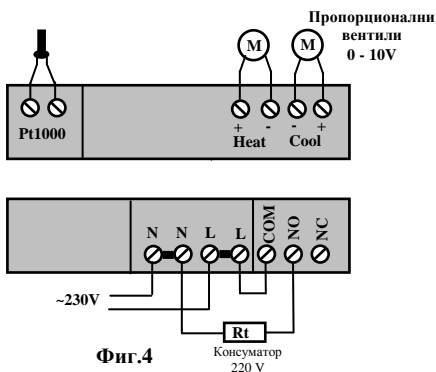 Пропорционални
вентили
0 - 10V
M M
Pt1000
+ - - +
Heat Cool
N N L L COM NO NC
~230V
Rt
Консуматор
220 V
Фиг.4